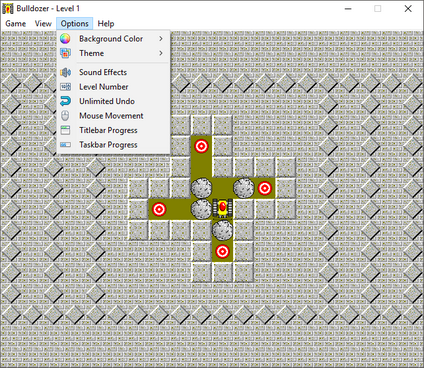 Bulldozer - Level 1
Game View Options Help
Background Color
Theme
Sound Effects
Level Number
Unlimited Undo
Mouse Movement
Titlebar Progress
Taskbar Progress